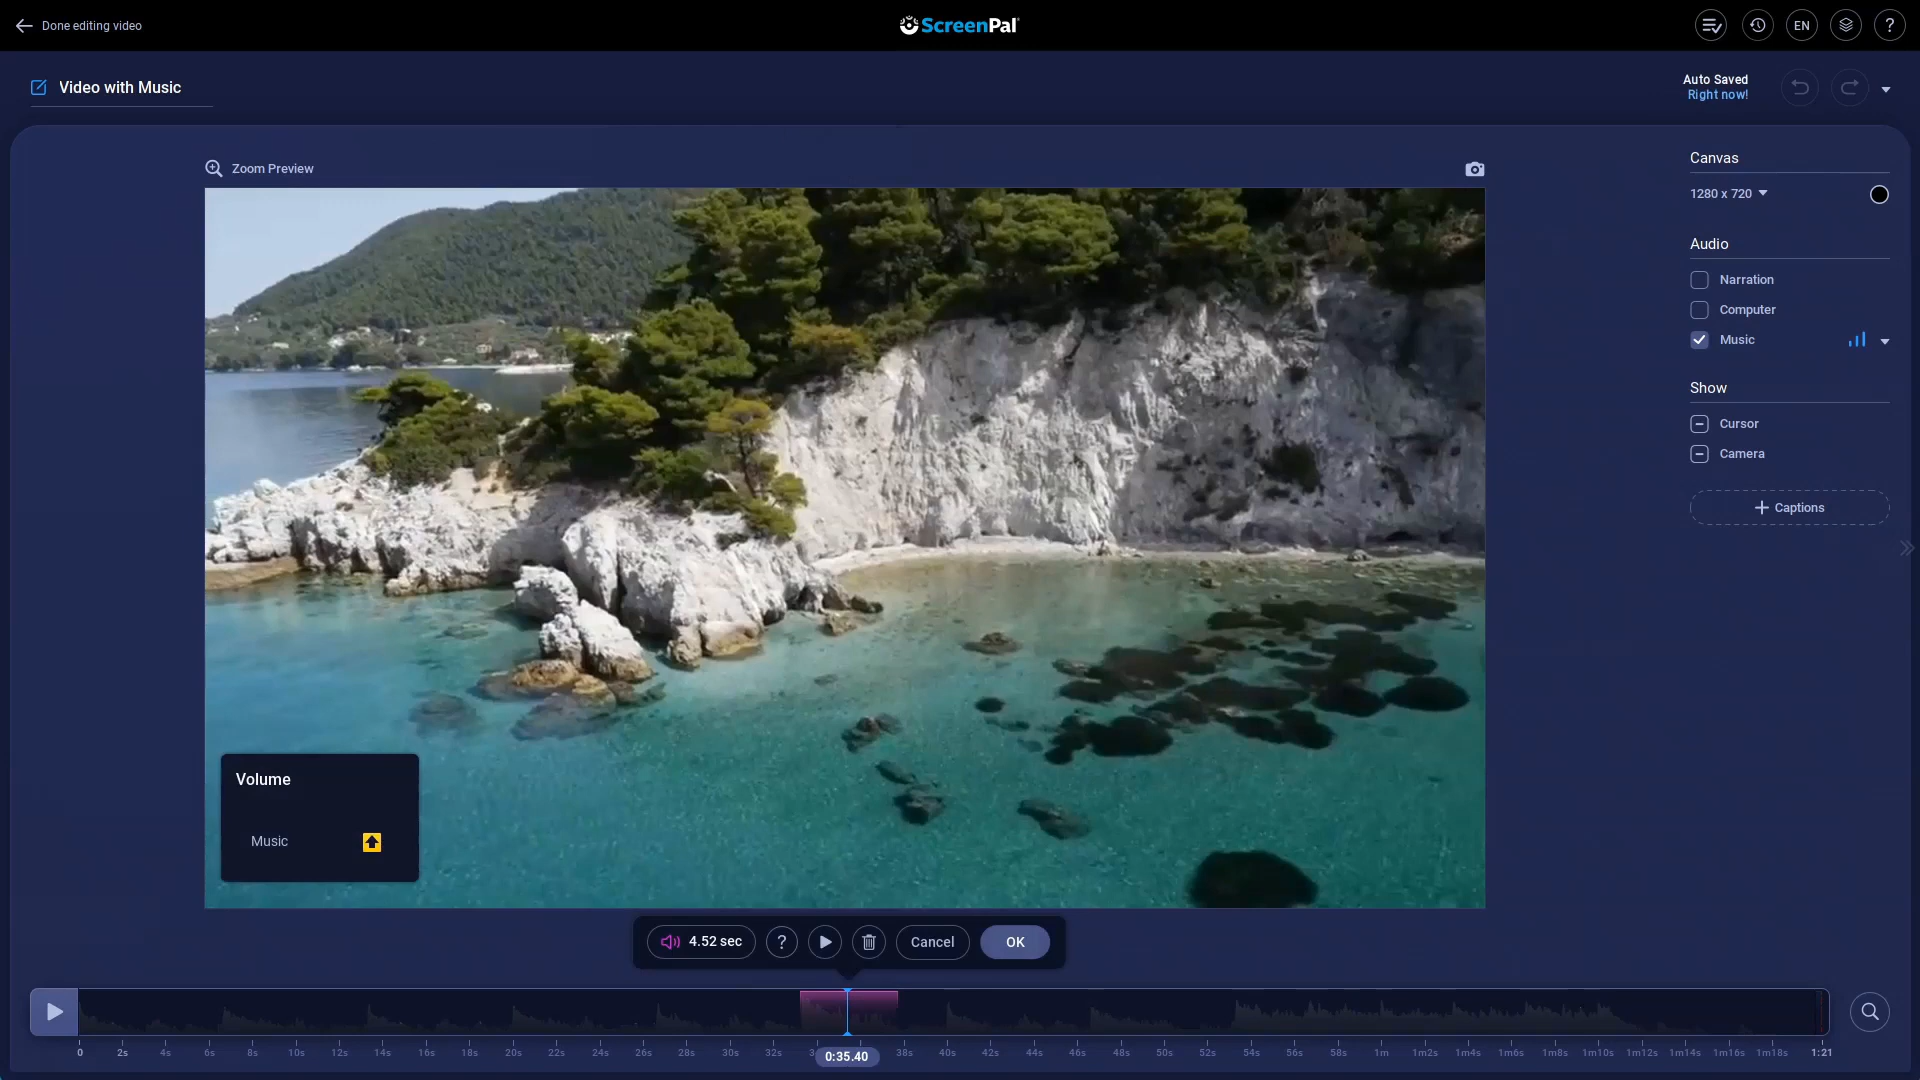 Done editing video
ScreenPal
EN
?
Video with Music
Auto Saved
Right now!
Zoom Preview
Canvas
1280 x 720
Audio
Narration
Computer
Music
Show
Cursor
Camera
Captions
Volume
Music
4.52 sec
?
Cancel
OK
0 2s 4s 6s 8s 10s 12s 14s 16s 18s 20s 22s 24s 26s 28s 30s 32s 0:35.40 38s 40s 42s 44s 46s 48s 50s 52s 54s 56s 58s 1m 1m2s 1m4s 1m6s 1m8s 1m10s 1m12s 1m14s 1m16s 1m18s 1:21